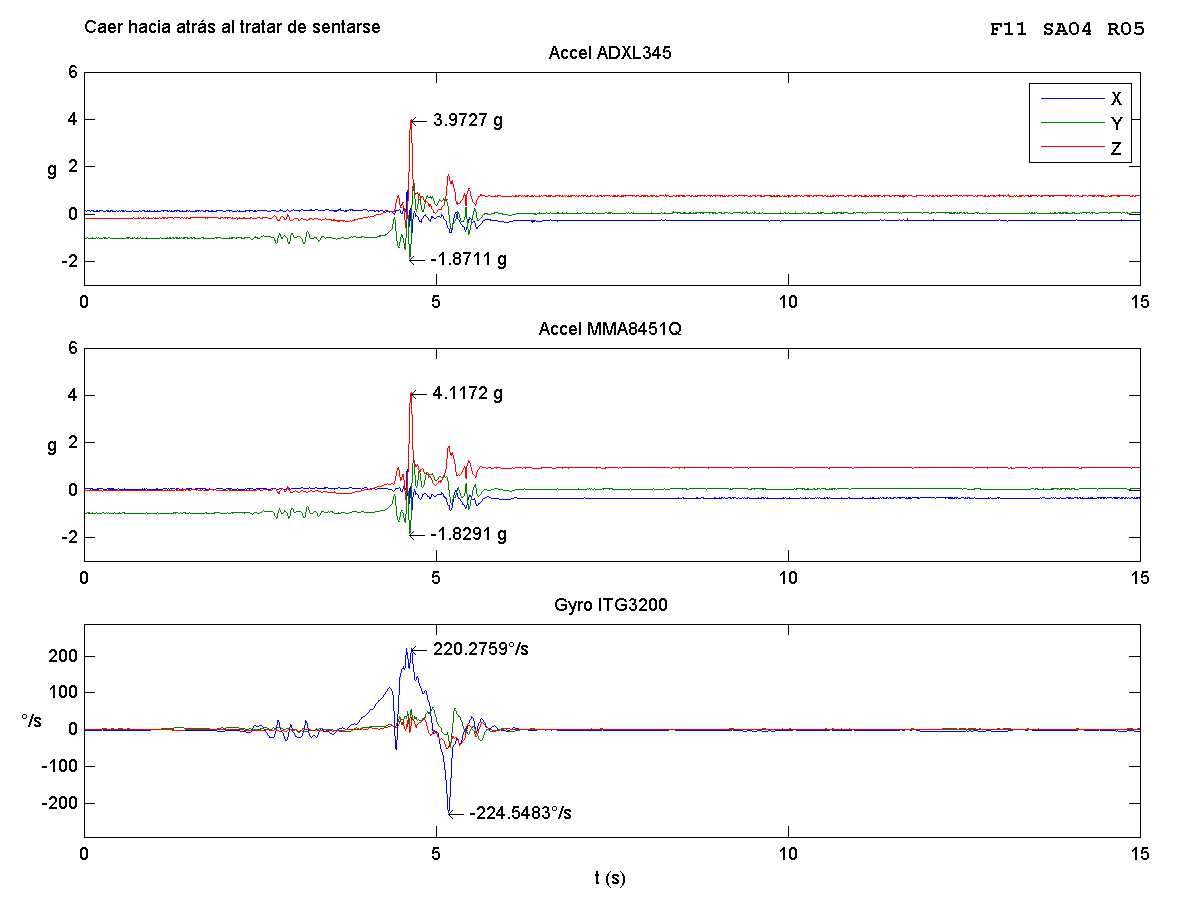 Caer hacia atrás al tratar de sentarse
F11 SA04 R05
Accel ADXL345
6
4
2
0
-2
g
3.9727 g
-1.8711 g
X
Y
Z
0
5
10
15
Accel MMA8451Q
6
4
2
0
-2
g
4.1172 g
-1.8291 g
0
5
10
15
Gyro ITG3200
200
100
0
-100
-200
°/s
220.2759°/s
-224.5483°/s
0
5
10
15
t (s)